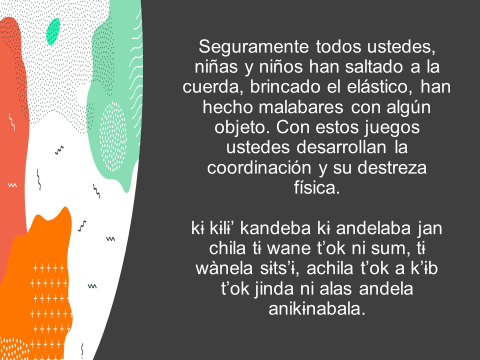 Seguramente todos ustedes,
niñas y niños han saltado a la
cuerda, brincado el elástico, han
hecho malabares con algún
objeto. Con estos juegos
ustedes desarrollan la
coordinación y su destreza
física.
kɨ kɨlɨ’ kandeba kɨ andelaba jan
chila tɨ wane t’ok ni sum, tɨ
wànela sɨts’ɨ, achila t’ok a k’ɨb
t’ok jinda ni alas andela
anikɨnabala.